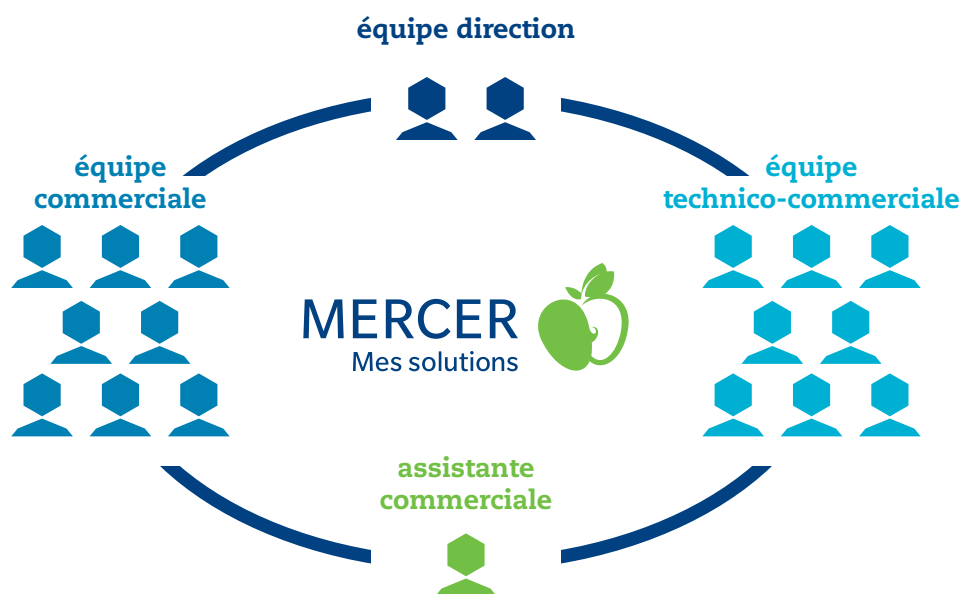 équipe direction
équipe
commerciale
équipe
technico-commerciale
MERCER
Mes solutions
assistante
commerciale